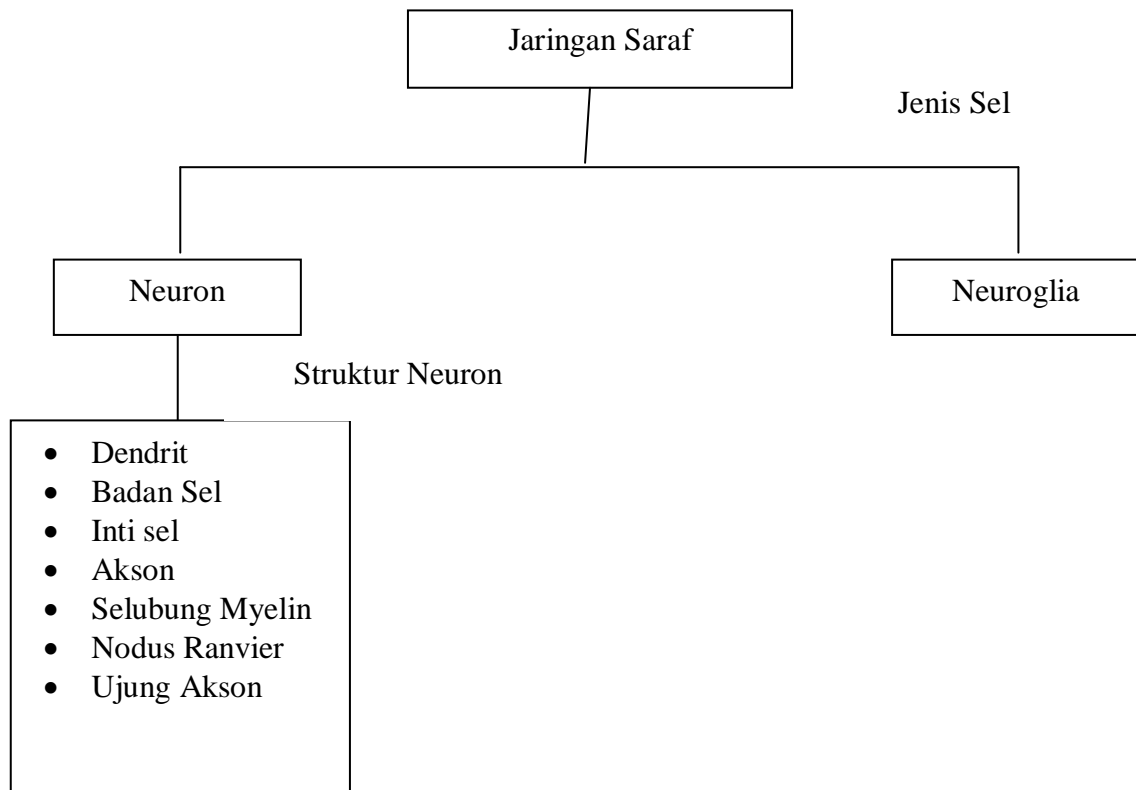 Jaringan Saraf
Jenis Sel
Neuron
Neuroglia
Struktur Neuron
• Dendrit
• Badan Sel
• Inti sel
• Akson
• Selubung Myelin
• Nodus Ranvier
• Ujung Akson